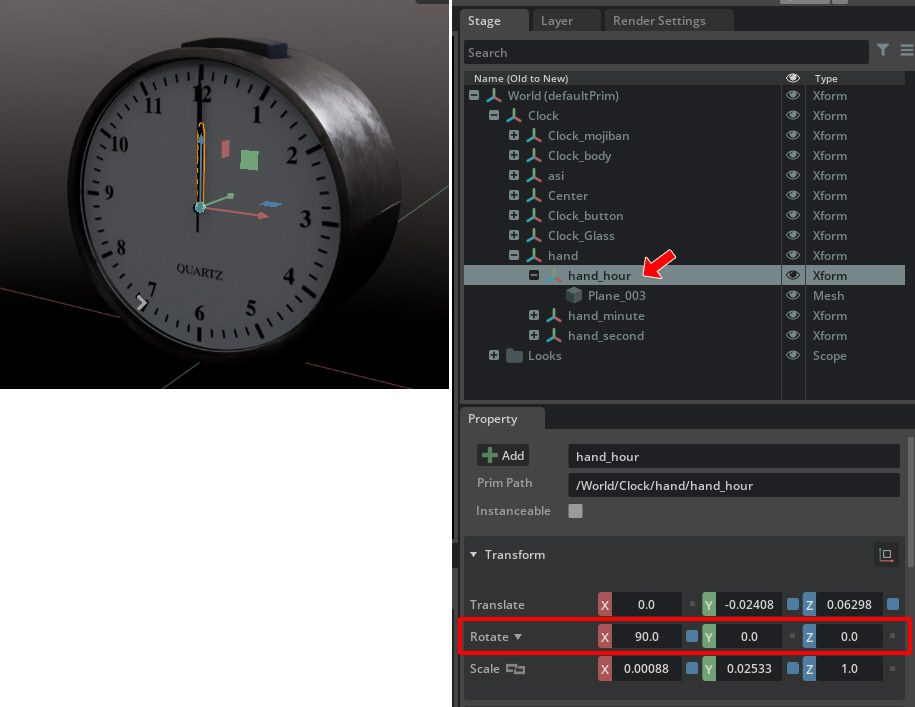 12
11
1
10
2
9
3
8
4
QUARTZ
7
5
6
Stage
Layer
Render Settings
Search
Name (Old to New) Type
World (defaultPrim) Xform
Clock Xform
Clock_mojiban Xform
Clock_body Xform
asi Xform
Center Xform
Clock_button Xform
Clock_Glass Xform
hand Xform
hand_hour Xform
Plane_003 Mesh
hand_minute Xform
hand_second Xform
Looks Scope
Property
Add hand_hour
Prim Path /World/Clock/hand/hand_hour
Instanceable
Transform
Translate X 0.0 Y -0.02408 Z 0.06298
Rotate X 90.0 Y 0.0 Z 0.0
Scale X 0.00088 Y 0.02533 Z 1.0